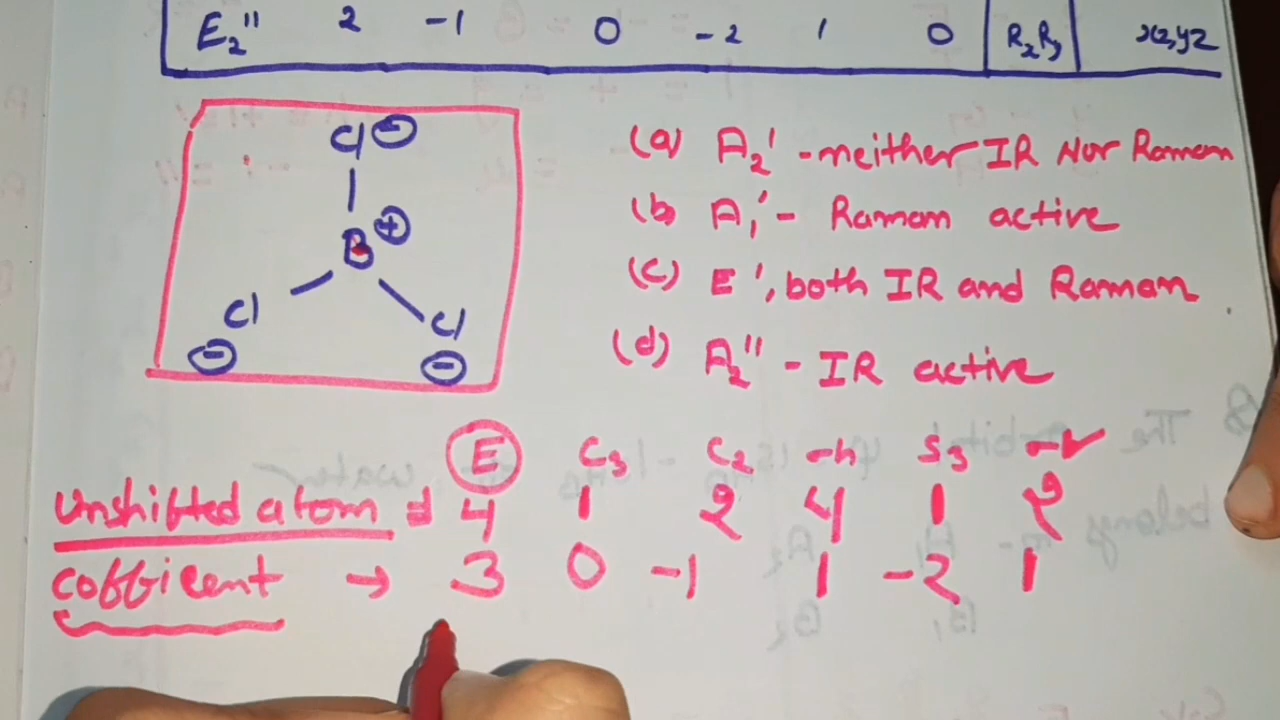 E₂'' 2 -1 0 -2 1 0 RₓRᵧ xz,yz
Cl ⊖
B ⊕
Cl Cl
⊖ ⊖
(a) A₂' - neither IR Nor Raman
(b) A₁' - Raman active
(c) E', both IR and Raman
(d) A₂'' - IR active
E C₃ C₂ σh S₃ σv
Unshifted atom ⇒ 4 1 2 4 1 2
cofficent → 3 0 -1 1 -2 1